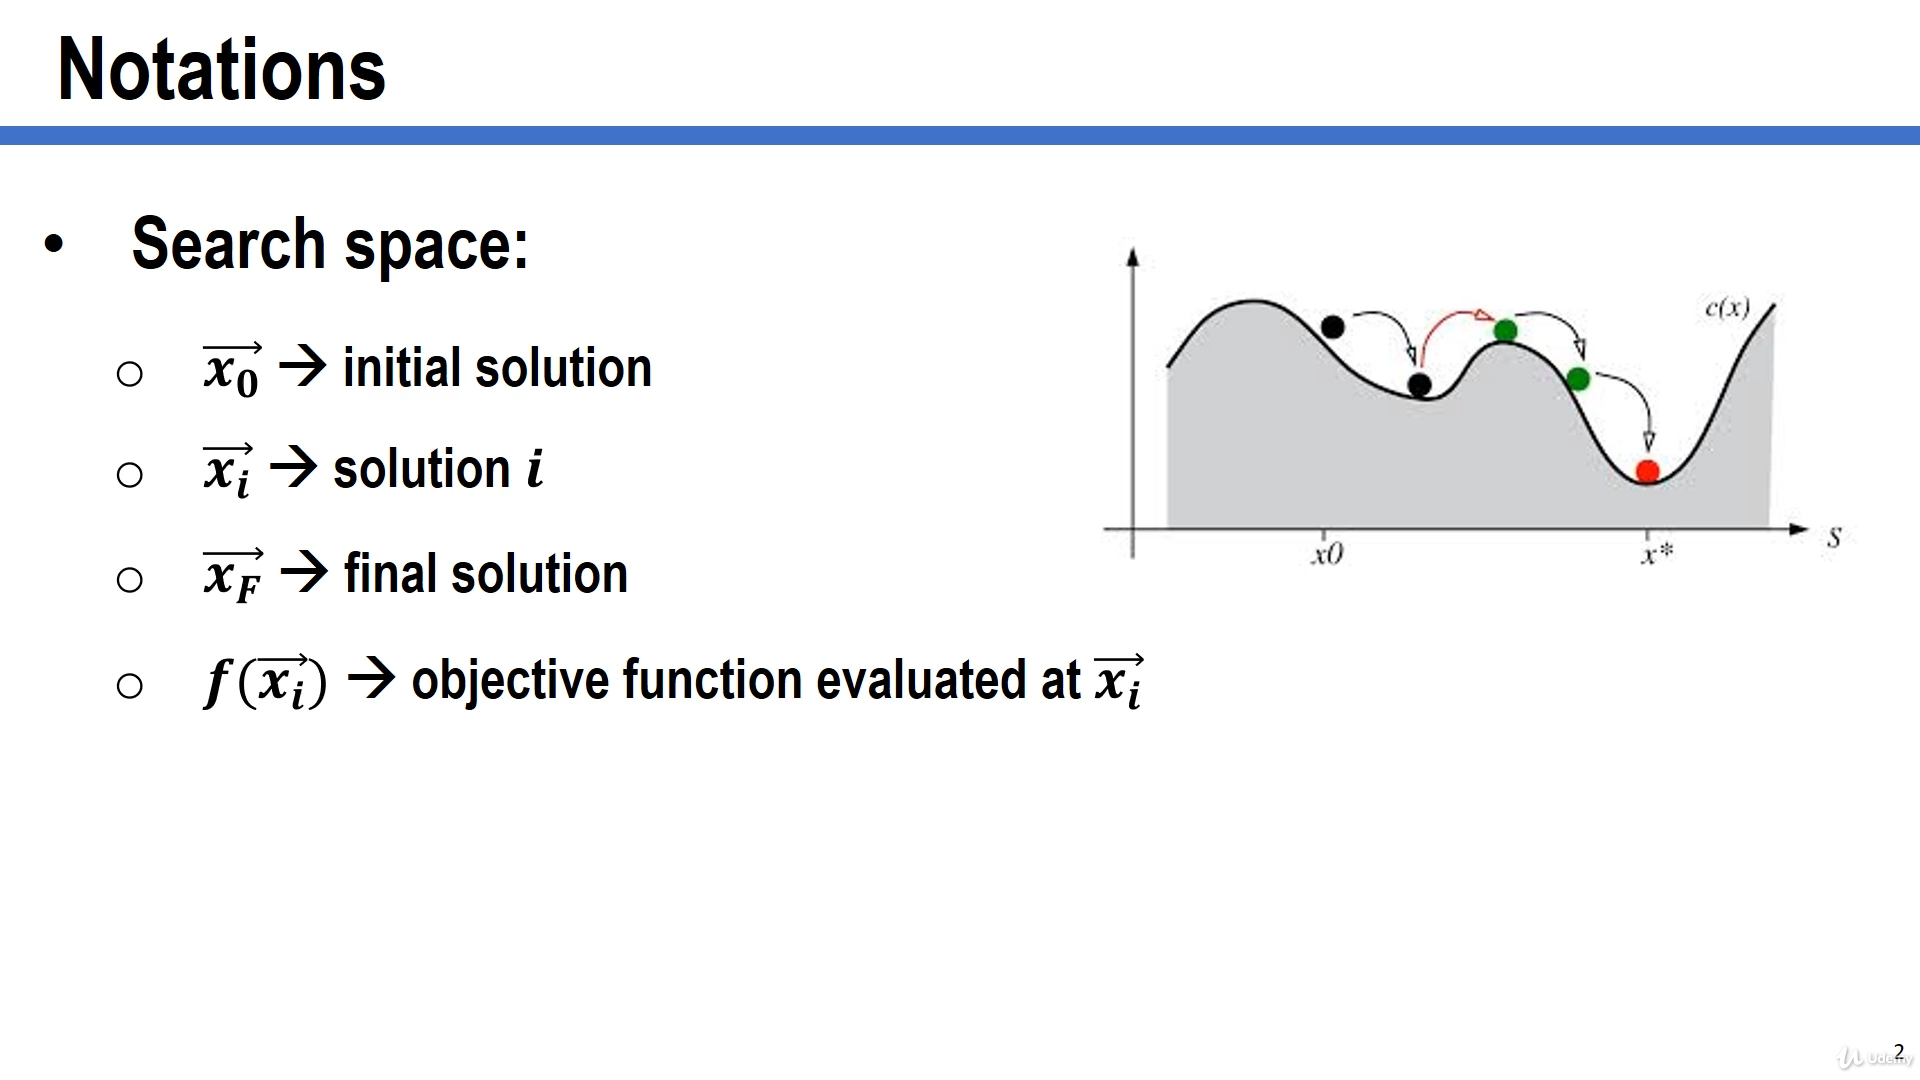 Notations
• Search space:
○ $\overrightarrow{x_0}$ → initial solution
○ $\overrightarrow{x_i}$ → solution $i$
○ $\overrightarrow{x_F}$ → final solution
○ $f(\overrightarrow{x_i})$ → objective function evaluated at $\overrightarrow{x_i}$
c(x)
S
x0
x*
2
Udemy